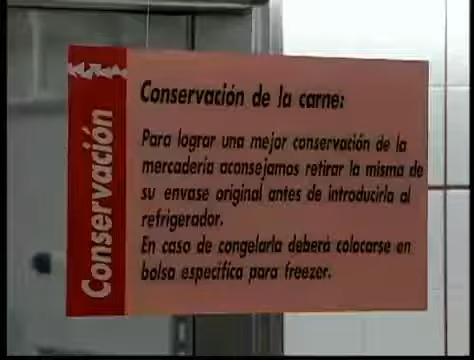 Conservación
Conservación de la carne:
Para lograr una mejor conservación de la
mercadería aconsejamos retirar la misma de
su envase original antes de introducirla al
refrigerador.
En caso de congelarla deberá colocarse en
bolsa específica para freezer.